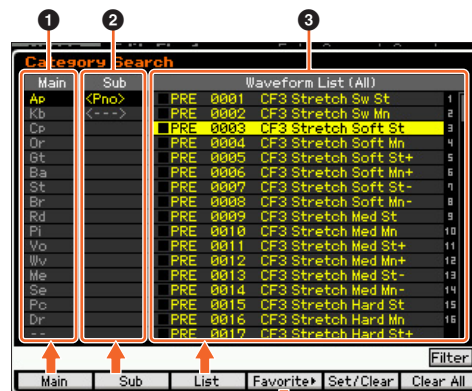 1 2 3
Category Search
Main Sub Waveform List (All)
Ap <Pno> PRE 0001 CF3 Stretch Sw St 1
Kb <---> PRE 0002 CF3 Stretch Sw Mn 2
Cp PRE 0003 CF3 Stretch Soft St 3
Or PRE 0004 CF3 Stretch Soft Mn 4
Gt PRE 0005 CF3 Stretch Soft St+ 5
Ba PRE 0006 CF3 Stretch Soft Mn+ 6
St PRE 0007 CF3 Stretch Soft St- 7
Br PRE 0008 CF3 Stretch Soft Mn- 8
Rd PRE 0009 CF3 Stretch Med St 9
Pi PRE 0010 CF3 Stretch Med Mn 10
Vo PRE 0011 CF3 Stretch Med St+ 11
Wv PRE 0012 CF3 Stretch Med Mn+ 12
Me PRE 0013 CF3 Stretch Med St- 13
Se PRE 0014 CF3 Stretch Med Mn- 14
Pc PRE 0015 CF3 Stretch Hard St 15
Dr PRE 0016 CF3 Stretch Hard Mn 16
-- PRE 0017 CF3 Stretch Hard St+
Filter
Main Sub List Favorite▸ Set/Clear Clear All